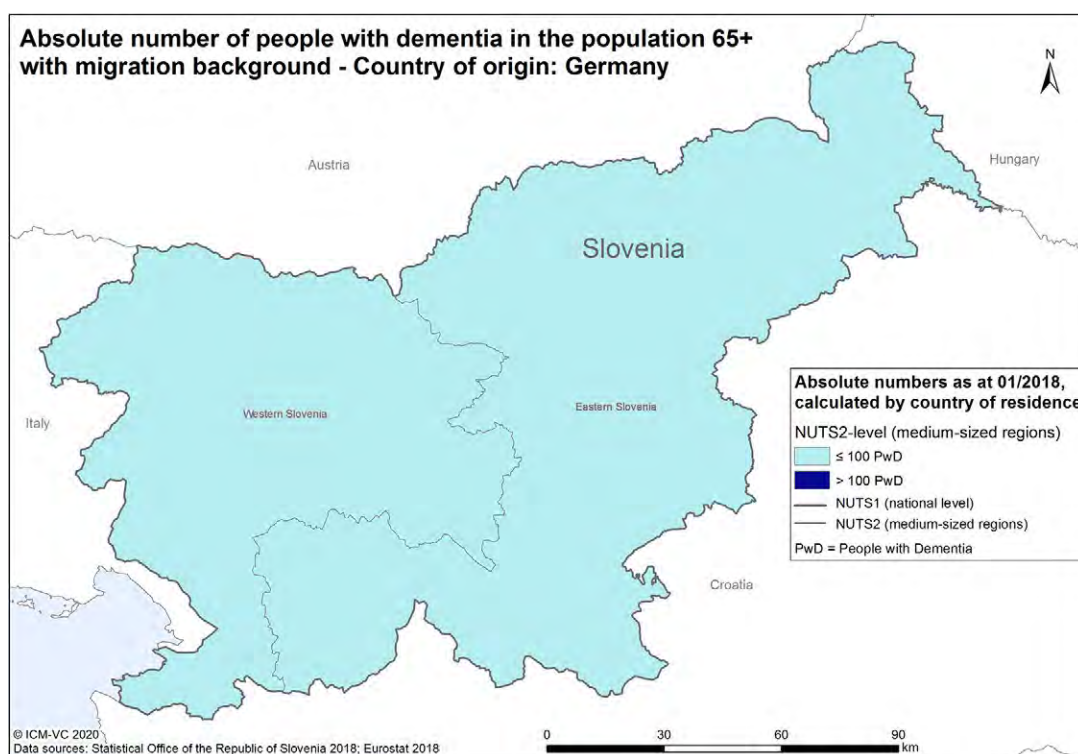 Absolute number of people with dementia in the population 65+
with migration background - Country of origin: Germany
N
Austria
Hungary
Slovenia
Italy
Western Slovenia
Eastern Slovenia
Croatia
Absolute numbers as at 01/2018,
calculated by country of residence
NUTS2-level (medium-sized regions)
≤ 100 PwD
> 100 PwD
NUTS1 (national level)
NUTS2 (medium-sized regions)
PwD = People with Dementia
© ICM-VC 2020
Data sources: Statistical Office of the Republic of Slovenia 2018; Eurostat 2018
0 30 60 90
km